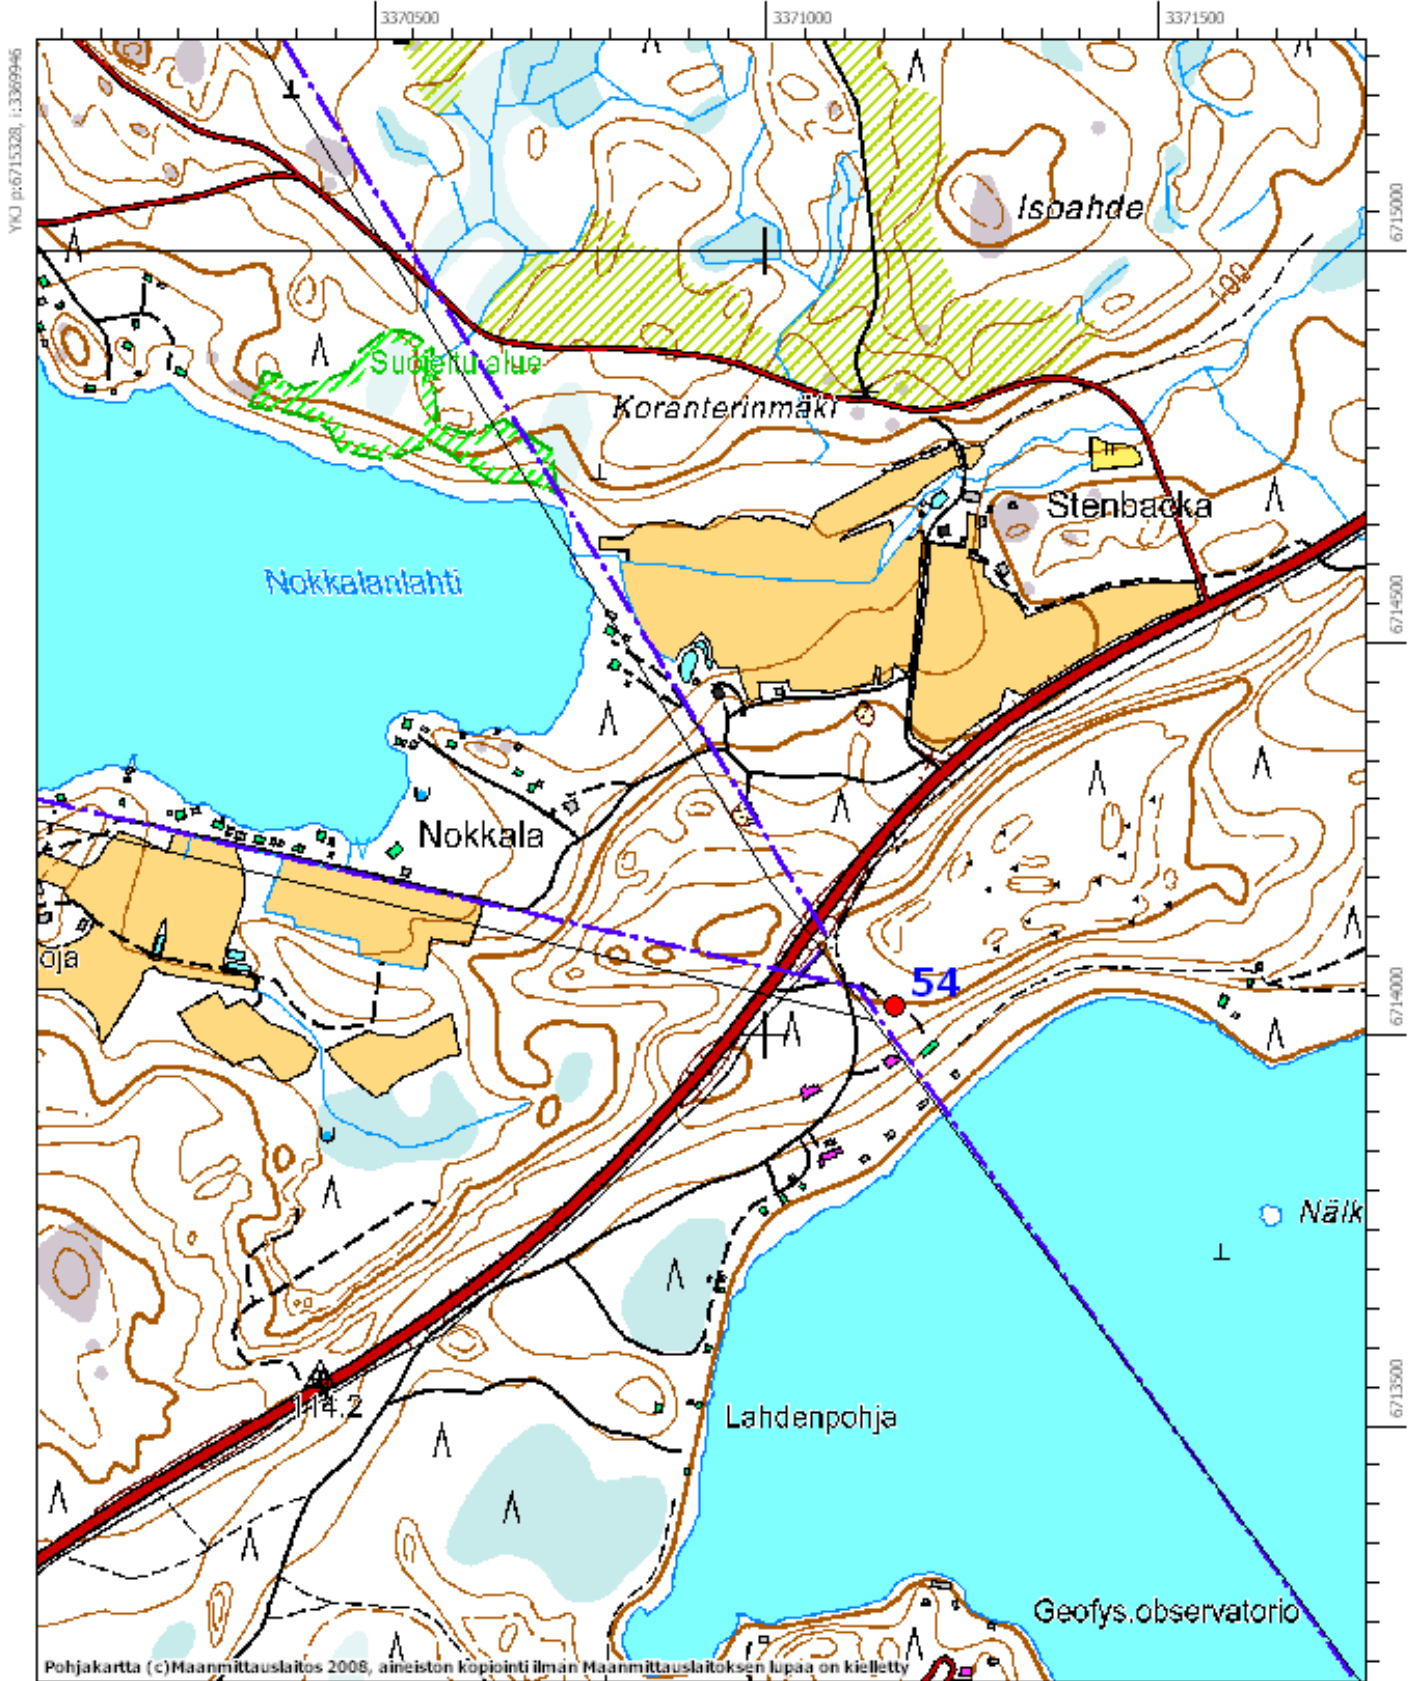 3370500
3371000
3371500
YKJ p:6715328, i:3369946
6715000
Isoahde
100
Suojeltu alue
Koranterinmäki
Stenbacka
Nokkalanlahti
6714500
Nokkala
oja
54
6714000
Nälk
114.2
Lahdenpohja
6713500
Geofys.observatorio
Pohjakartta (c)Maanmittauslaitos 2008, aineiston kopiointi ilman Maanmittauslaitoksen lupaa on kielletty